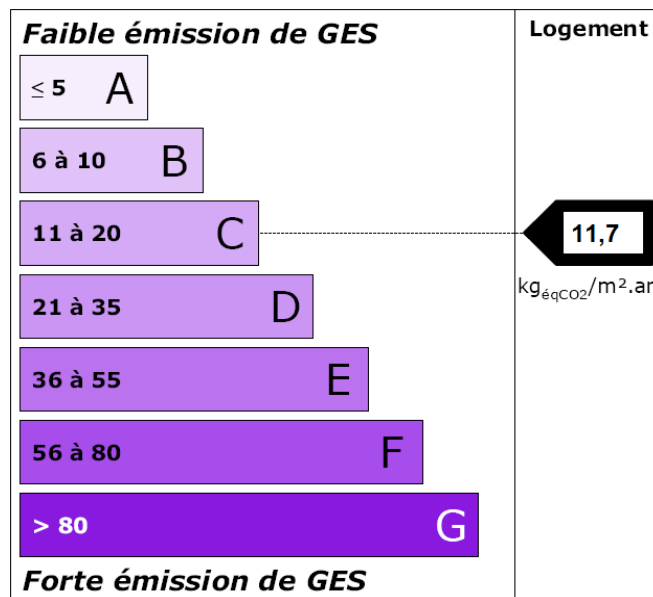 Faible émission de GES
Logement
≤ 5 A
6 à 10 B
11 à 20 C
11,7
kgéqCO2/m².an
21 à 35 D
36 à 55 E
56 à 80 F
> 80 G
Forte émission de GES